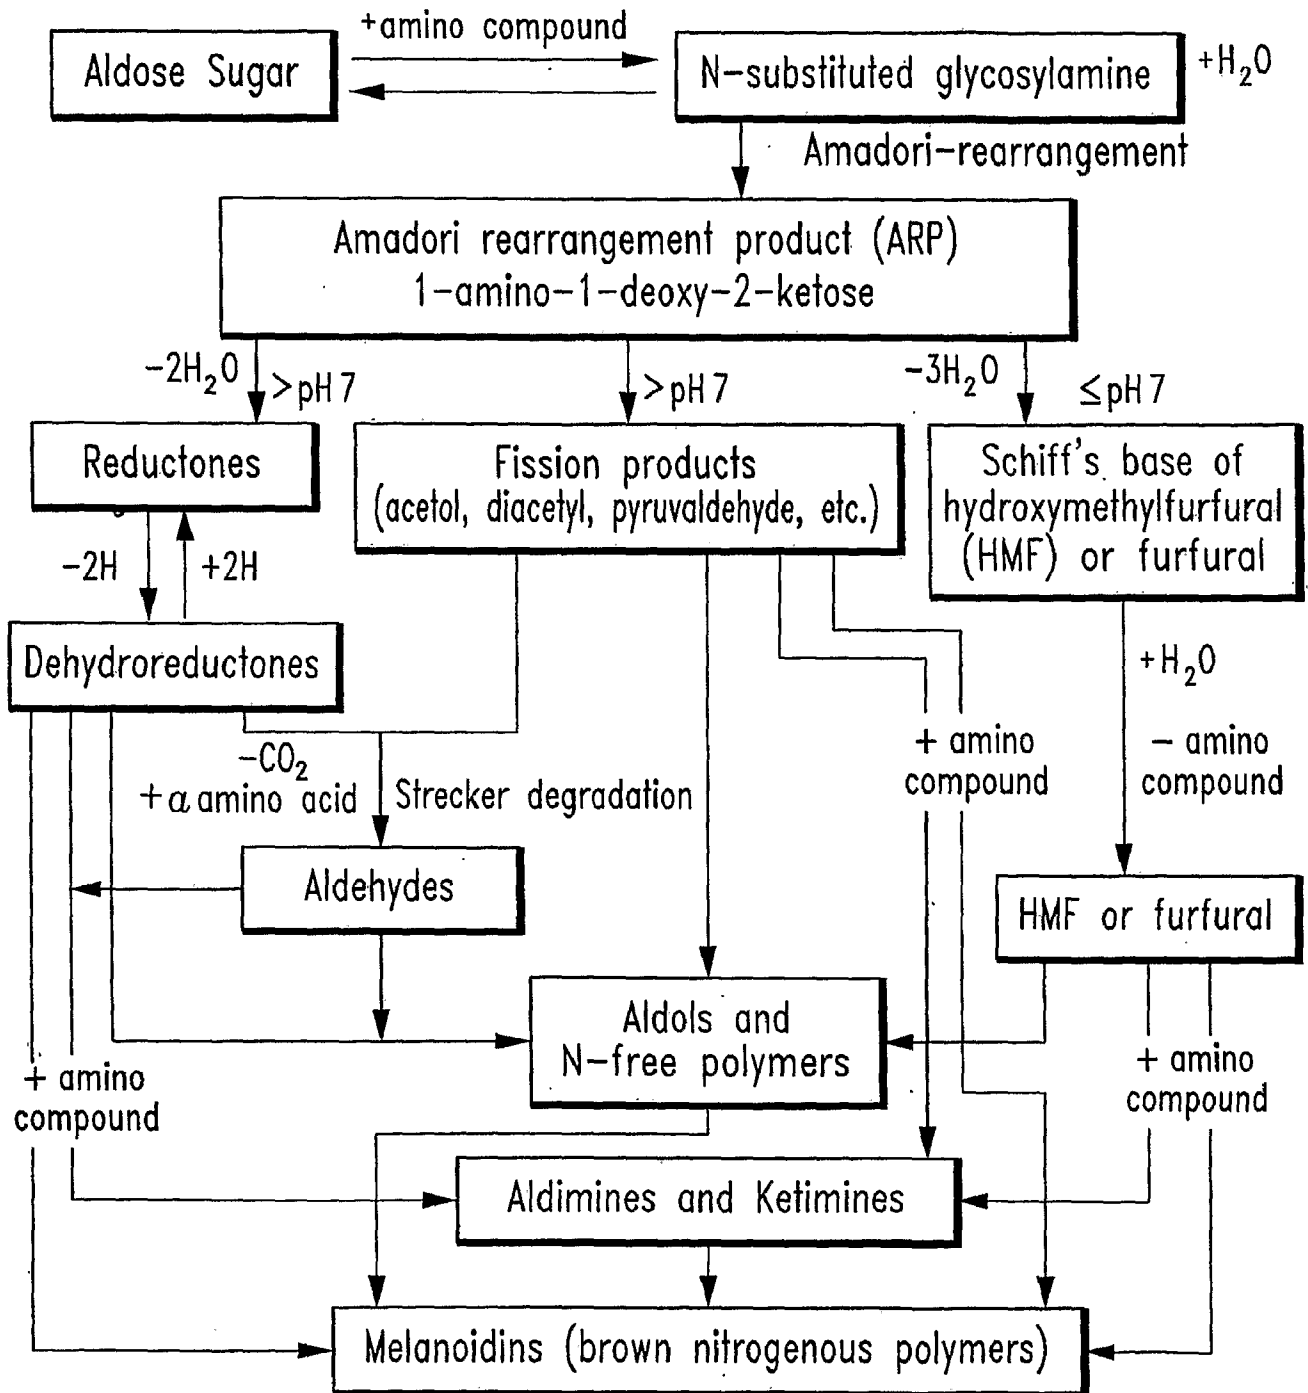 +amino compound
Aldose Sugar
N-substituted glycosylamine
+H₂O
Amadori-rearrangement
Amadori rearrangement product (ARP)
1-amino-1-deoxy-2-ketose
-2H₂O
>pH 7
>pH 7
-3H₂O
≤pH 7
Reductones
Fission products
(acetol, diacetyl, pyruvaldehyde, etc.)
Schiff's base of
hydroxymethylfurfural
(HMF) or furfural
-2H
+2H
Dehydroreductones
+H₂O
-CO₂
+α amino acid
Strecker degradation
+ amino
compound
- amino
compound
Aldehydes
HMF or furfural
Aldols and
N-free polymers
+ amino
compound
+ amino
compound
Aldimines and Ketimines
Melanoidins (brown nitrogenous polymers)